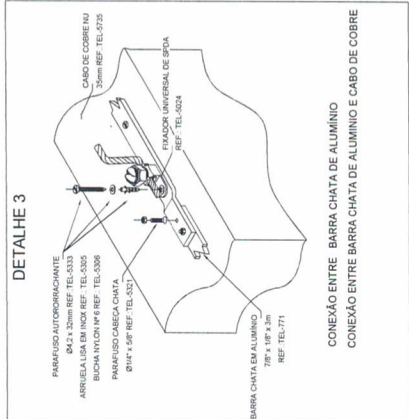 DETALHE 3
PARAFUSO AUTORORRACHANTE
Ø4,2 x 32mm REF.:TEL-5333
ARRUELA LISA EM INOX REF.:TEL-5305
BUCHA NYLON Nº 6 REF.:TEL-5306
PARAFUSO CABEÇA CHATA
Ø1/4" x 5/8" REF.:TEL-5321
CABO DE COBRE NU
35mm REF.:TEL-5735
FIXADOR UNIVERSAL DE SPDA
REF.:TEL-5024
BARRA CHATA EM ALUMÍNIO
7/8" x 1/8" x 3m
REF.:TEL-771
CONEXÃO ENTRE BARRA CHATA DE ALUMÍNIO
CONEXÃO ENTRE BARRA CHATA DE ALUMINIO E CABO DE COBRE